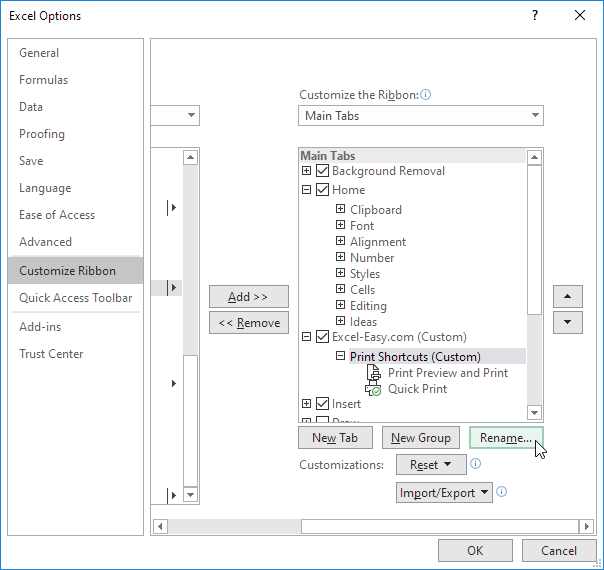 Excel Options
General
Formulas
Data
Proofing
Save
Language
Ease of Access
Advanced
Customize Ribbon
Quick Access Toolbar
Add-ins
Trust Center
Add >>
<< Remove
Customize the Ribbon:
Main Tabs
Main Tabs
Background Removal
Home
Clipboard
Font
Alignment
Number
Styles
Cells
Editing
Ideas
Excel-Easy.com (Custom)
Print Shortcuts (Custom)
Print Preview and Print
Quick Print
Insert
New Tab
New Group
Rename...
Customizations:
Reset
Import/Export
OK
Cancel